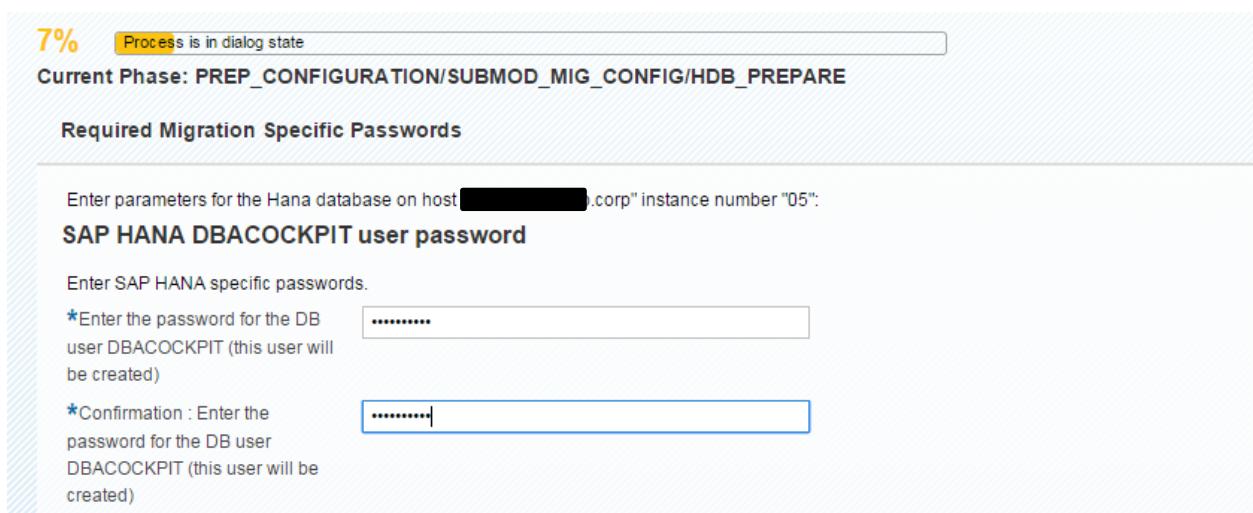 7% Process is in dialog state
Current Phase: PREP_CONFIGURATION/SUBMOD_MIG_CONFIG/HDB_PREPARE
Required Migration Specific Passwords
Enter parameters for the Hana database on host .corp" instance number "05":
SAP HANA DBACOCKPIT user password
Enter SAP HANA specific passwords.
*Enter the password for the DB
user DBACOCKPIT (this user will
be created)
••••••••••
*Confirmation : Enter the
password for the DB user
DBACOCKPIT (this user will be
created)
••••••••••